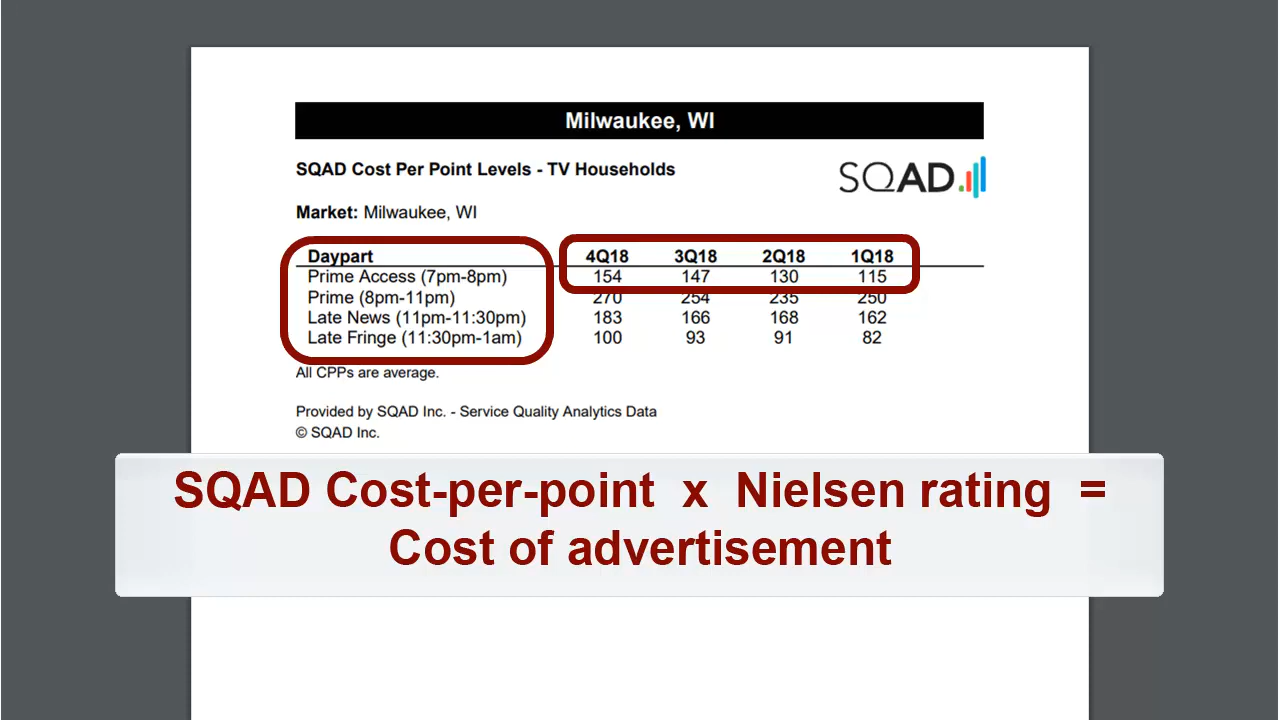 Milwaukee, WI
SQAD Cost Per Point Levels - TV Households
SQAD
Market: Milwaukee, WI
Daypart 4Q18 3Q18 2Q18 1Q18
Prime Access (7pm-8pm) 154 147 130 115
Prime (8pm-11pm) 270 254 235 250
Late News (11pm-11:30pm) 183 166 168 162
Late Fringe (11:30pm-1am) 100 93 91 82
All CPPs are average.
Provided by SQAD Inc. - Service Quality Analytics Data
© SQAD Inc.
SQAD Cost-per-point x Nielsen rating =
Cost of advertisement